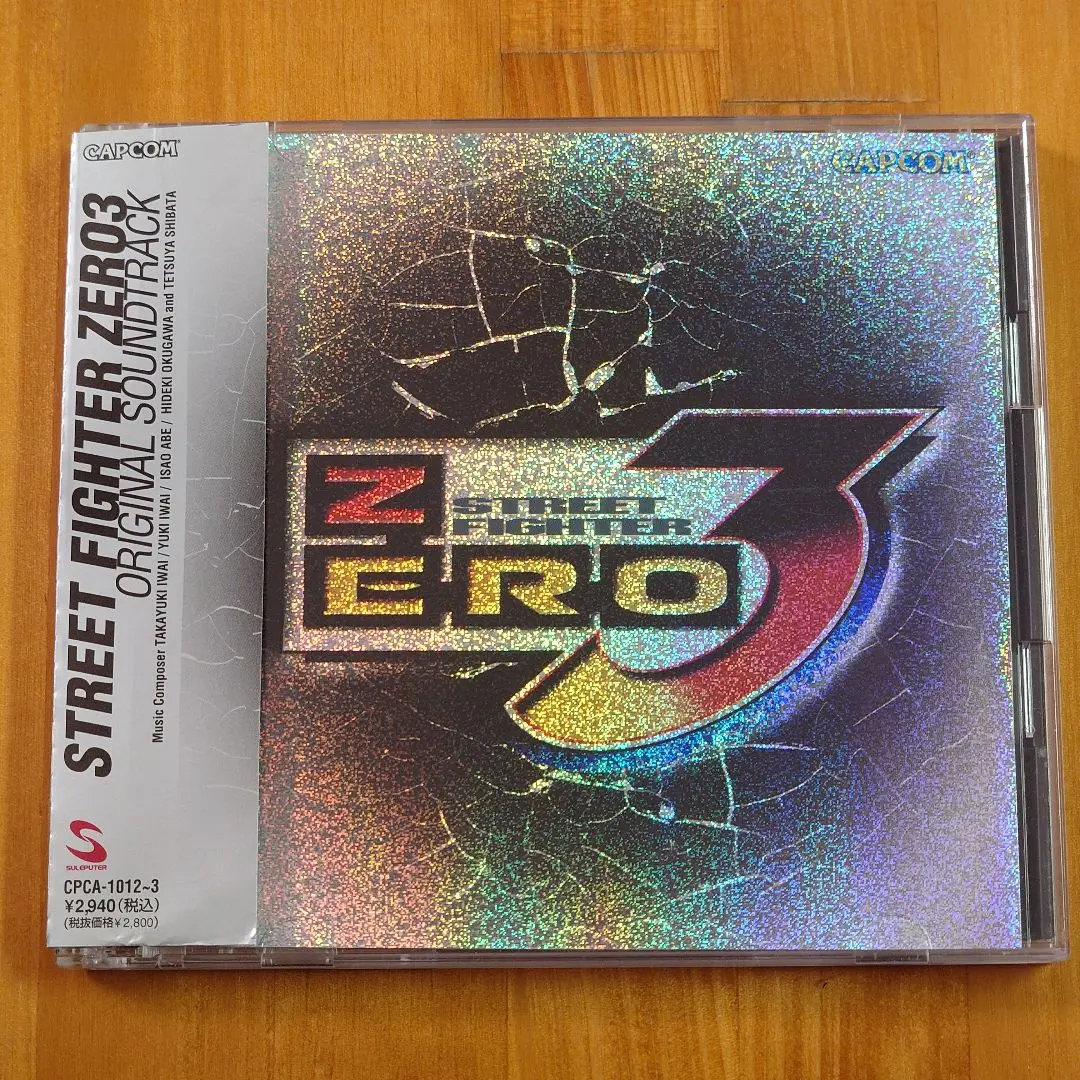 CAPCOM
STREET FIGHTER ZERO3
ORIGINAL SOUNDTRACK
Music Composer TAKAYUKI IWAI / YUKI IWAI / ISAO ABE / HIDEKI OKUGAWA and TETSUYA SHIBATA
SULEPUTER
CPCA-1012~3
¥2,940(税込)
(税抜価格¥2,800)
CAPCOM
Z
STREET
FIGHTER
ERO
3